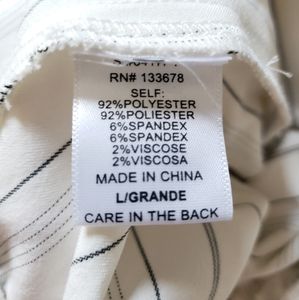 RN# 133678
SELF:
92%POLYESTER
92%POLIESTER
6%SPANDEX
6%SPANDEX
2%VISCOSE
2%VISCOSA
MADE IN CHINA
L/GRANDE
CARE IN THE BACK